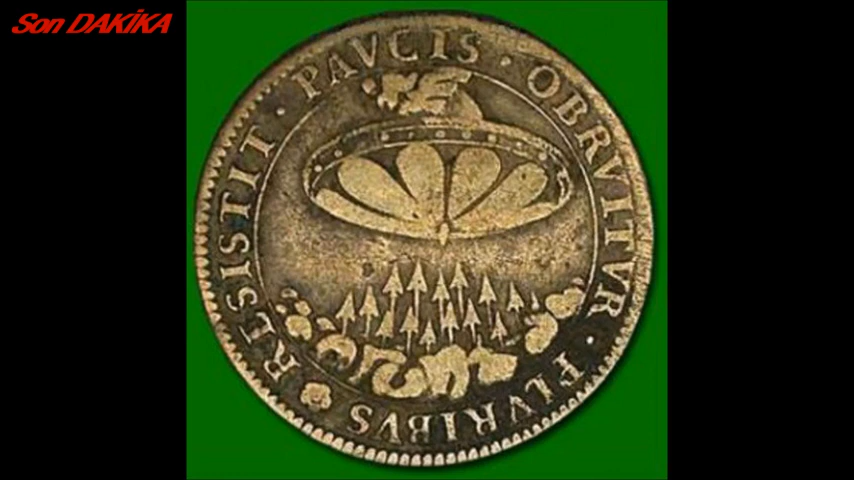 Son DAKİKA
RESISTIT · PAVCIS · OBRVITVR · PLVRIBVS